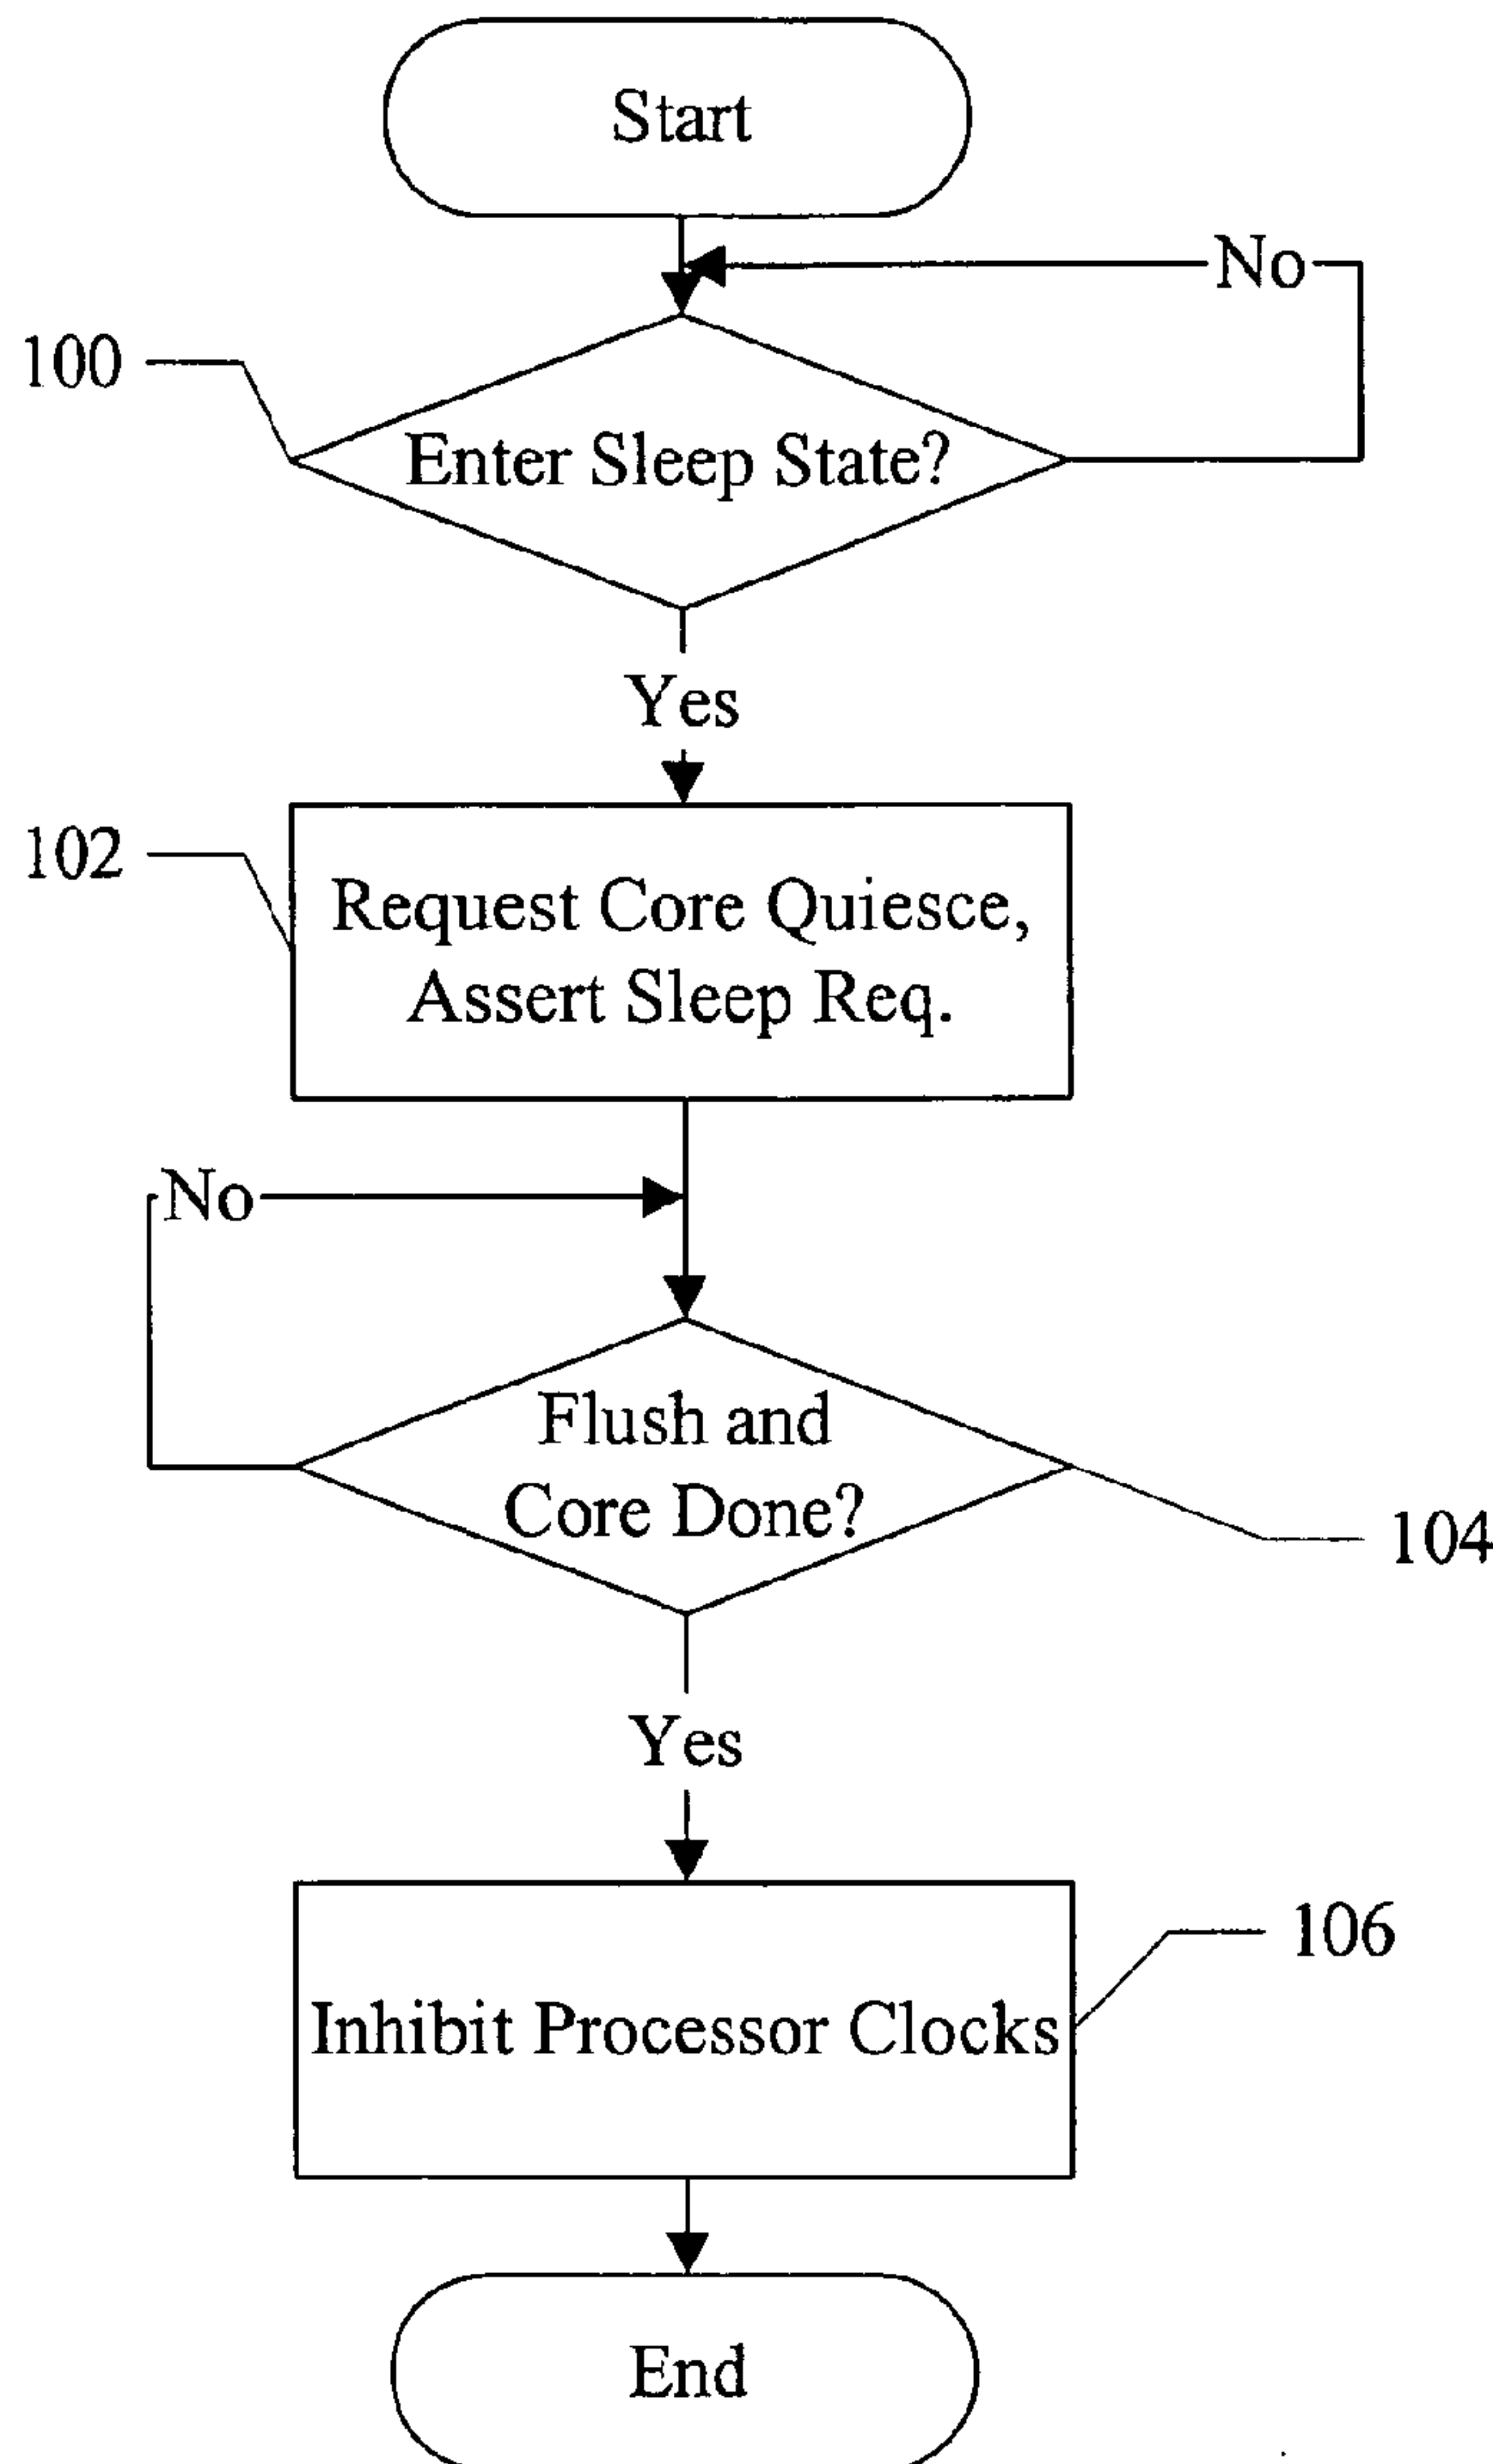 Start
No
100
Enter Sleep State?
Yes
102
Request Core Quiesce,
Assert Sleep Req.
No
Flush and
Core Done?
104
Yes
106
Inhibit Processor Clocks
End